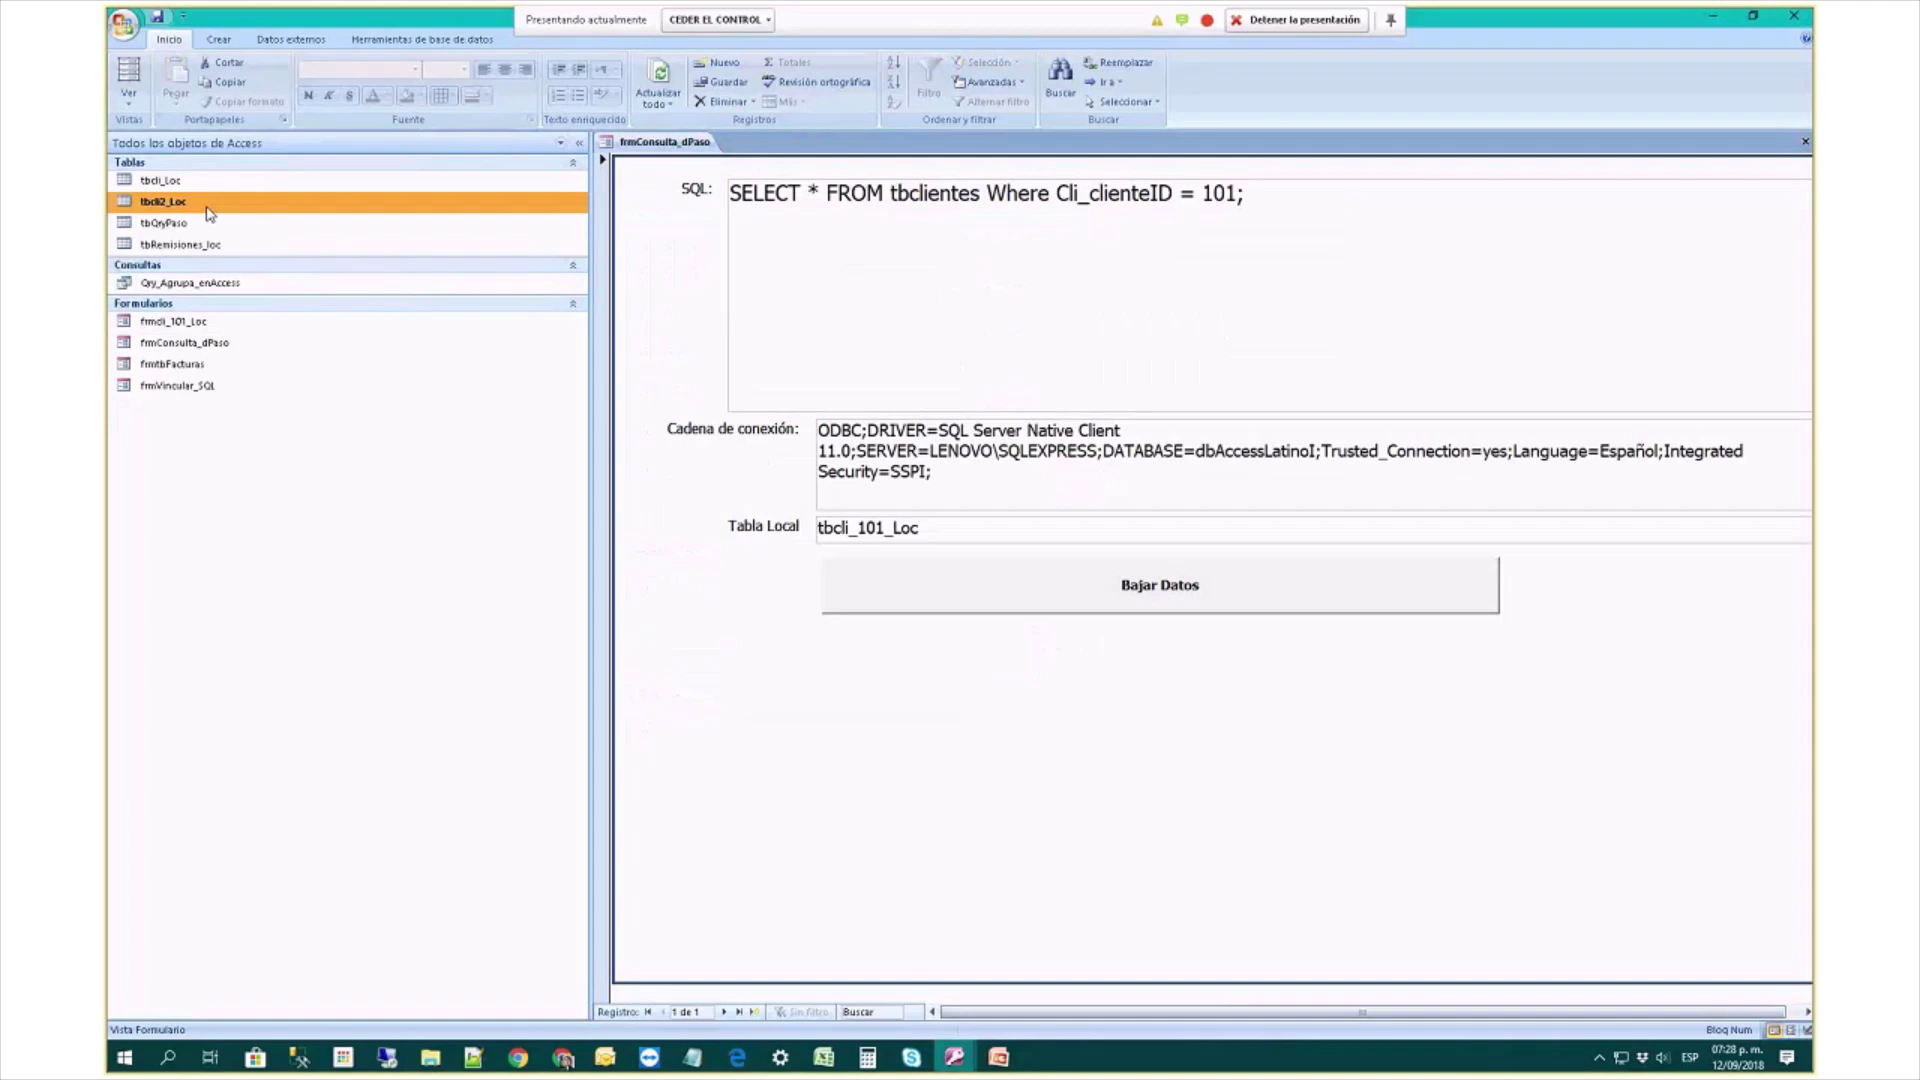 Presentando actualmente
CEDER EL CONTROL
Detener la presentación
Inicio
Crear
Datos externos
Herramientas de base de datos
Ver
Vistas
Pegar
Cortar
Copiar
Copiar formato
Portapapeles
N
K
S
A
Fuente
Texto enriquecido
Actualizar
todo
Nuevo
Guardar
Eliminar
Σ Totales
Revisión ortográfica
Más
Registros
Filtro
Selección
Avanzadas
Alternar filtro
Ordenar y filtrar
Buscar
Reemplazar
Ir a
Seleccionar
Buscar
Todos los objetos de Access
Tablas
tbcli_Loc
tbcli2_Loc
tbQryPaso
tbRemisiones_loc
Consultas
Qry_Agrupa_enAccess
Formularios
frmcli_101_Loc
frmConsulta_dPaso
frmtbFacturas
frmVincular_SQL
frmConsulta_dPaso
SQL:
SELECT * FROM tbclientes Where Cli_clienteID = 101;
Cadena de conexión:
ODBC;DRIVER=SQL Server Native Client
11.0;SERVER=LENOVO\SQLEXPRESS;DATABASE=dbAccessLatinoI;Trusted_Connection=yes;Language=Español;Integrated
Security=SSPI;
Tabla Local
tbcli_101_Loc
Bajar Datos
Registro:
1 de 1
Sin filtro
Buscar
Vista Formulario
Bloq Num
ESP
07:28 p. m.
12/09/2018